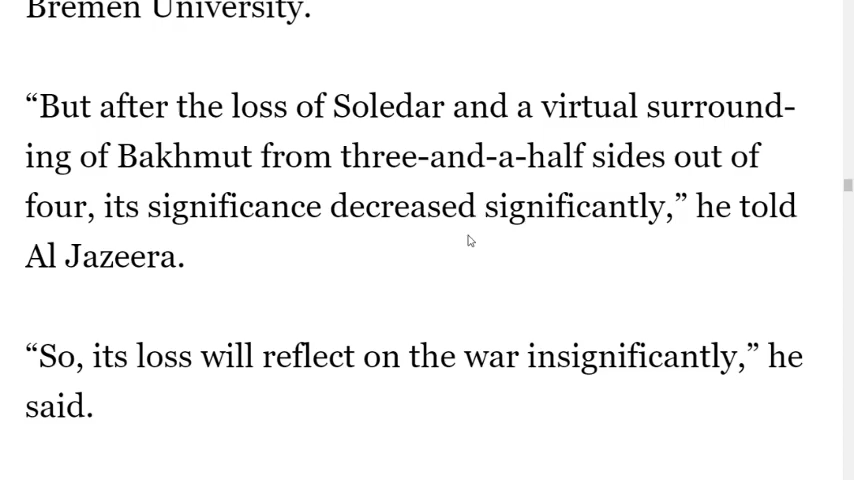 Bremen University.
“But after the loss of Soledar and a virtual surround-
ing of Bakhmut from three-and-a-half sides out of
four, its significance decreased significantly,” he told
Al Jazeera.
“So, its loss will reflect on the war insignificantly,” he
said.